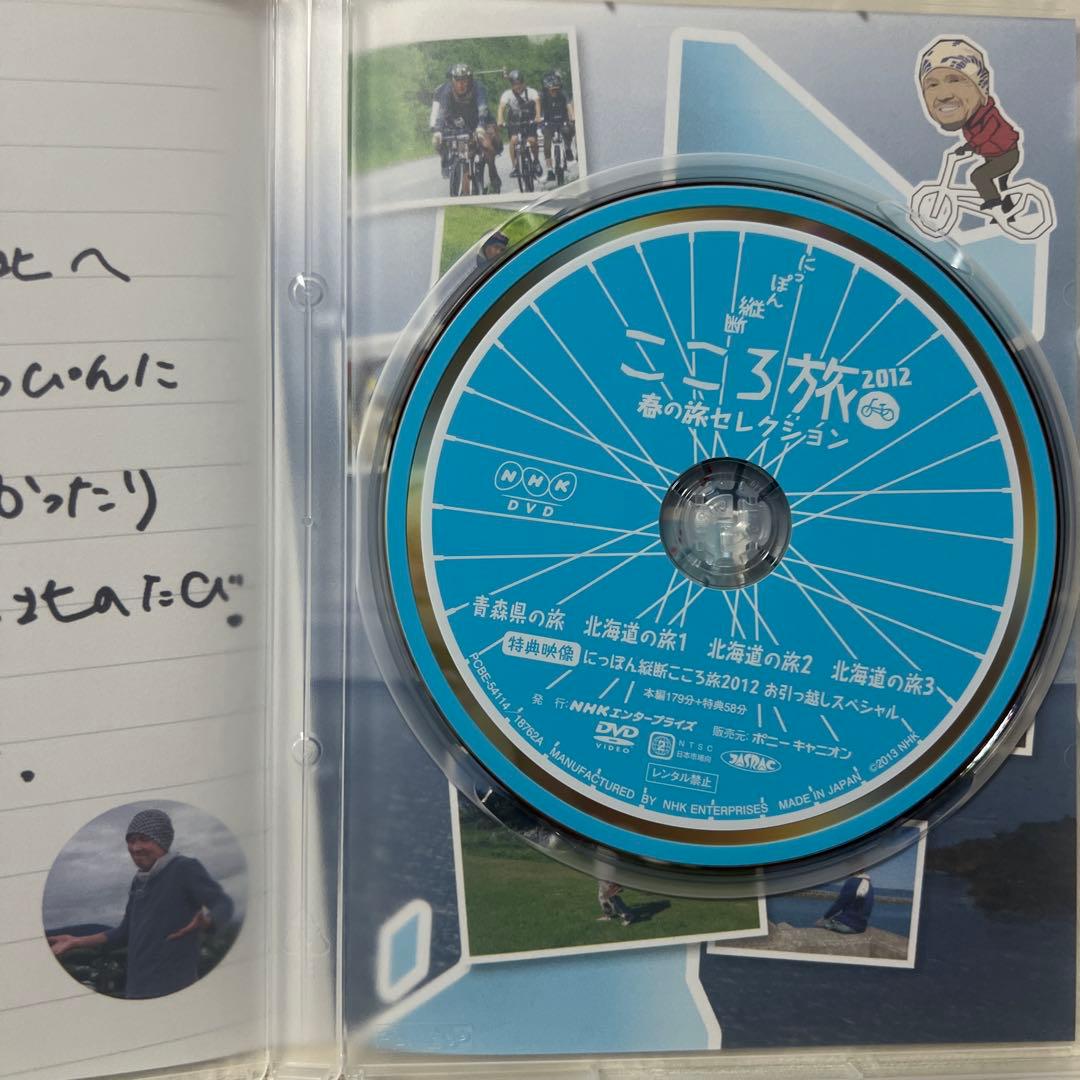 北へ
っぴんに
かったり
北のたび
にっぽん
縦断
こころ旅 2012
春の旅セレクション
NHK
DVD
青森県の旅 北海道の旅1 北海道の旅2 北海道の旅3
特典映像 にっぽん縦断こころ旅2012 お引っ越しスペシャル
本編179分+特典58分
発 行:NHKエンタープライズ 販売元:ポニーキャニオン
DVD
VIDEO
2
NTSC
日本市場向
JASRAC
レンタル禁止
PCBE-54114/18762A MANUFACTURED BY NHK ENTERPRISES MADE IN JAPAN ©2013 NHK